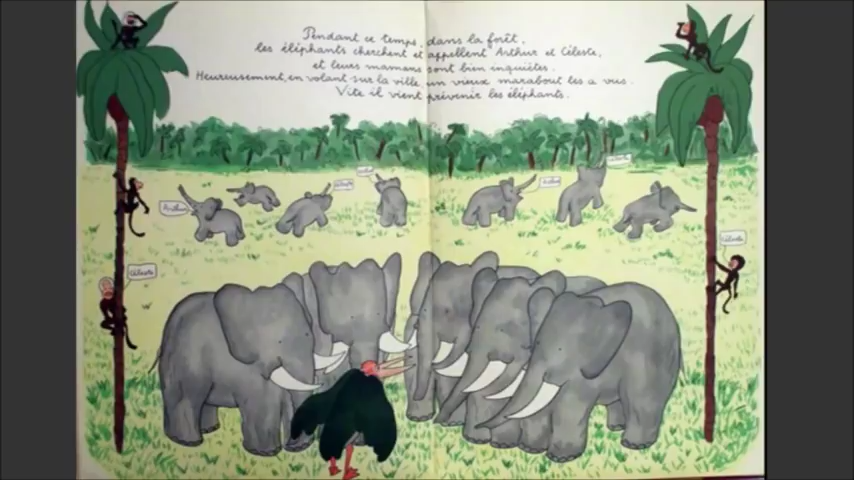 Pendant ce temps, dans la forêt,
les éléphants cherchent et appellent Arthur et Céleste,
et leurs mamans sont bien inquiètes.
Heureusement, en volant sur la ville, un vieux marabout les a vus.
Vite il vient prévenir les éléphants.
Arthur
Céleste
Arthur
Céleste
Céleste